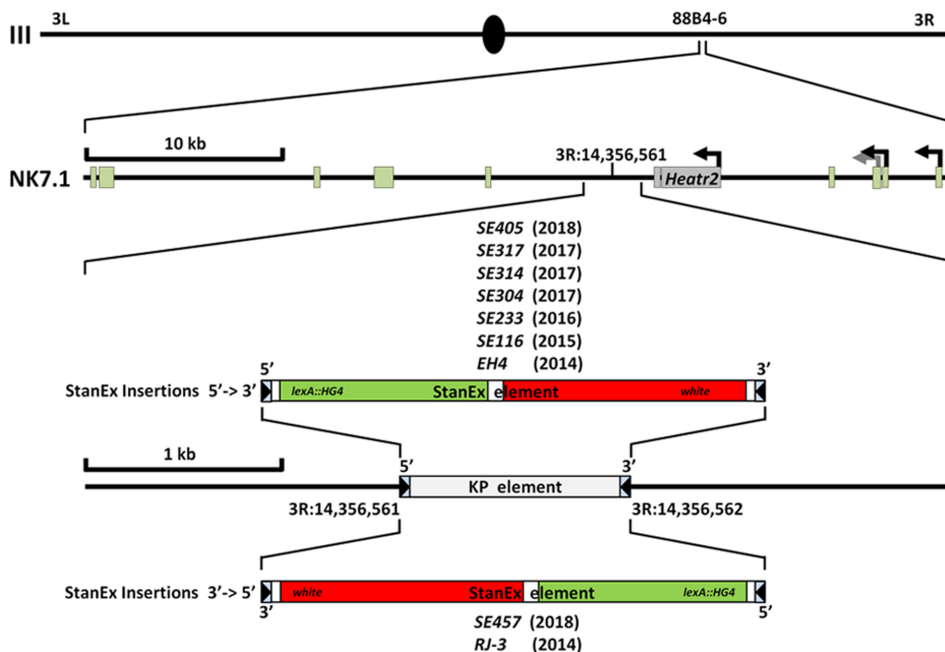 3L 88B4-6 3R
III
10 kb 3R:14,356,561
NK7.1 Heatr2
SE405 (2018)
SE317 (2017)
SE314 (2017)
SE304 (2017)
SE233 (2016)
SE116 (2015)
EH4 (2014)
5’ 3’
StanEx Insertions 5’-> 3’ lexA::HG4 StanEx element white
1 kb 5’ 3’
KP element
3R:14,356,561 3R:14,356,562
StanEx Insertions 3’-> 5’ white StanEx element lexA::HG4
3’ 5’
SE457 (2018)
RJ-3 (2014)